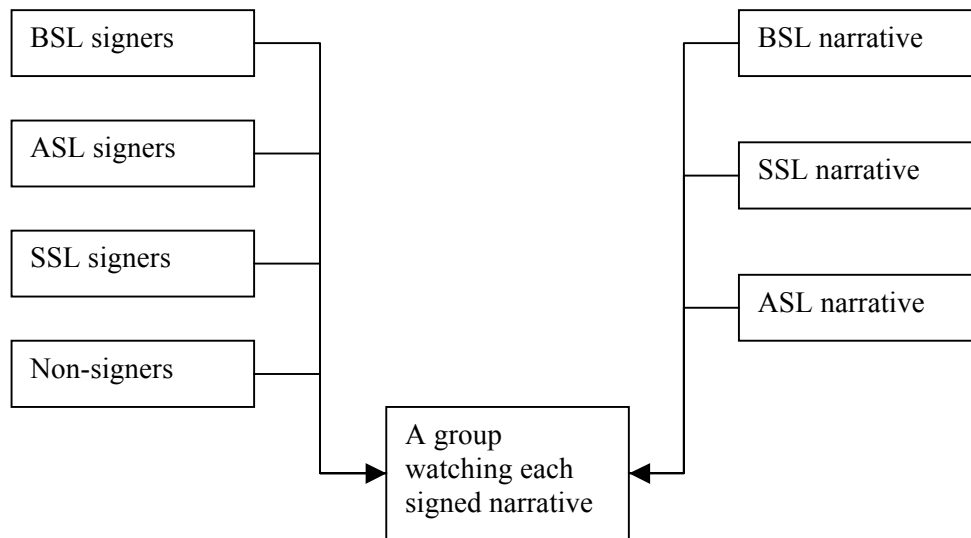 BSL signers
ASL signers
SSL signers
Non-signers
BSL narrative
SSL narrative
ASL narrative
A group
watching each
signed narrative